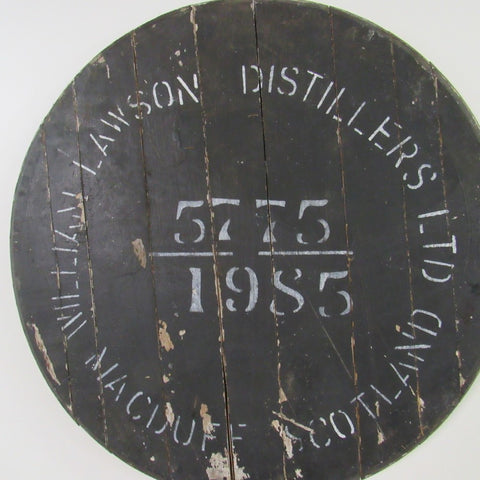 WILLIAM LAWSON DISTILLERS LTD
5775
1985
MACDUFF SCOTLAND